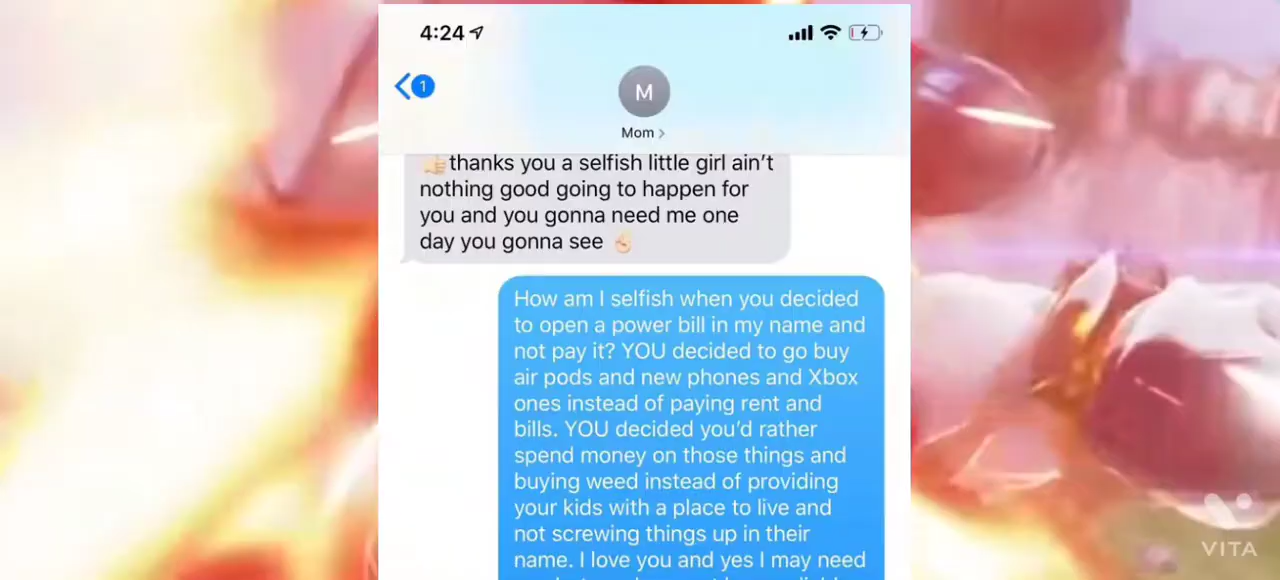 4:24
1
M
Mom
thanks you a selfish little girl ain't
nothing good going to happen for
you and you gonna need me one
day you gonna see
How am I selfish when you decided
to open a power bill in my name and
not pay it? YOU decided to go buy
air pods and new phones and Xbox
ones instead of paying rent and
bills. YOU decided you'd rather
spend money on those things and
buying weed instead of providing
your kids with a place to live and
not screwing things up in their
name. I love you and yes I may need
VITA